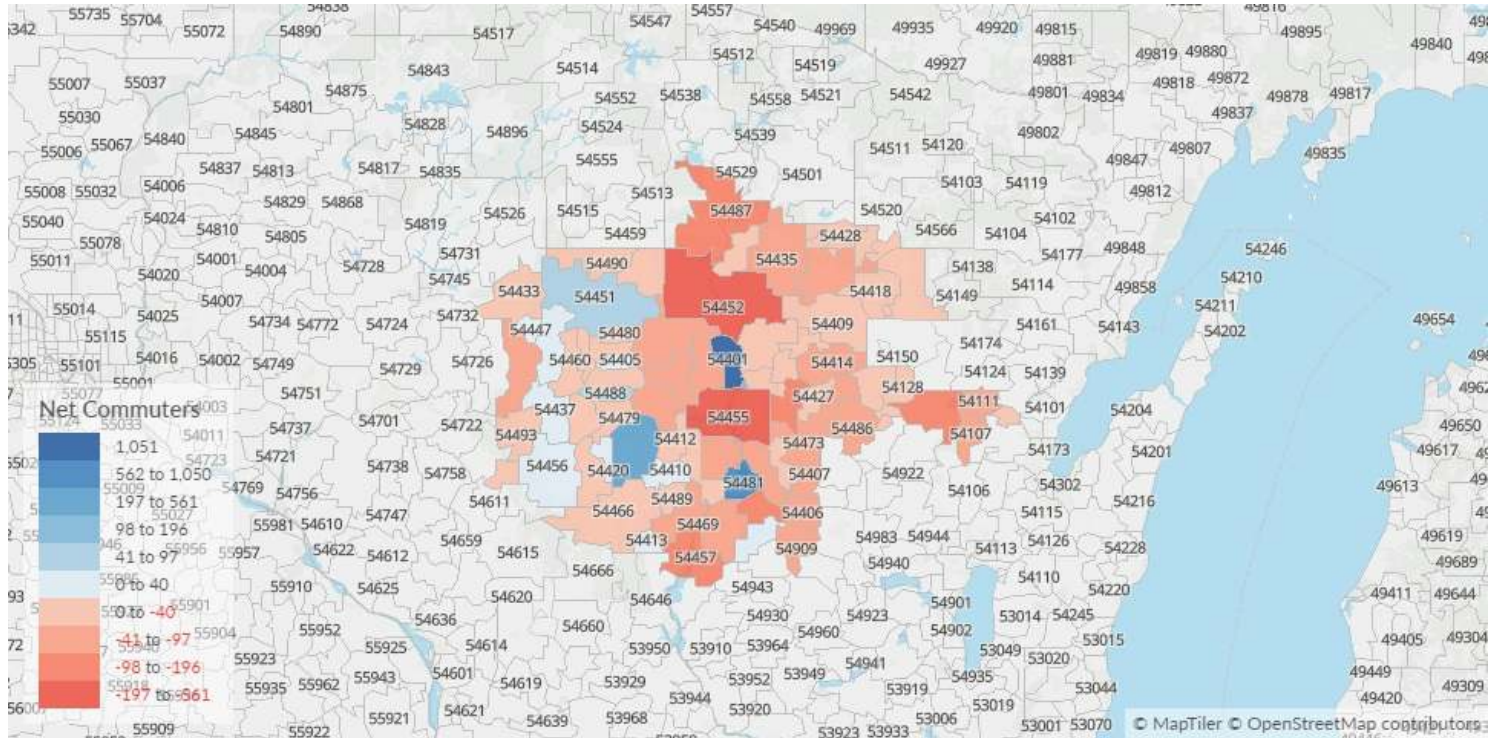 55735 54838 54557 49816
55704 54547 54540 49969 49935 49920 49815 49895
55072 54890 54517 54512 49840
54843 54514 54519 49927 49881 49819 49880
55007 55037 54875 54552 54538 54558 54521 54542 49801 49834 49818 49872 49878 49817
55030 54801 54828 54896 54524 54539 49802 49837
55006 55067 54840 54845 54555 54511 54120 49847 49807 49835
54837 54813 54817 54835 54529 54501 54103 54119 49812
55008 55032 54006 54829 54868 54513 54487 54102
55040 54024 54810 54819 54526 54515 54520 54566 54104
55078 54805 54459 54428 54177 49848 54246
55011 54001 54004 54728 54731 54490 54435 54138 54210
54020 54745 54433 54451 54418 54149 54114 49858
55014 54007 54452 54211
54025 54734 54772 54724 54732 54447 54480 54409 54161 54143 54202 49654
55115 54174
55101 54016 54002 54749 54729 54726 54460 54405 54401 54414 54150 54124 54139
55001
54751 54488 54427 54128 54111
Net Commuters
54003 54701 54722 54437 54479 54455 54101 54204
55124 55033 54011 54737 54493 54412 54486 54107 49650
1,051
54723 54721 54738 54758 54456 54420 54410 54473 54407 54922 54173 54201 49617
562 to 1,050
55009 54769 54756 54611 54481 54106 54302 49613
197 to 561
55027 55981 54610 54747 54466 54489 54406 54115 54216
98 to 196
55956 55957 54622 54612 54659 54615 54413 54469 54909 54983 54944 54113 54126 54228 49619
41 to 97
54666 54457 54943 54940 49689
0 to 40
55910 54625 54620 54646 54110 54220
0 to -40
55901 54636 54660 54930 54923 54901 53014 54245 49411 49644
-41 to -97
55904 55952 55925 54614 53950 53910 53964 54960 54902 53049 53015 49405 49304
-98 to -196
55923 55943 54601 54619 53929 53952 53949 54941 54935 53020 49449
-197 to -561
55918 55935 55962 54621 53944 53919 53044 49420 49309
55909 55921 55922 54639 53968 53920 53923 53933 53006 53019 53001 53070
© MapTiler © OpenStreetMap contributors